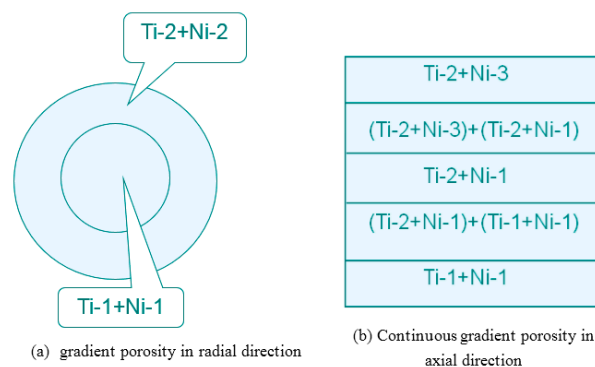 Ti-2+Ni-2
Ti-1+Ni-1
(a) gradient porosity in radial direction
Ti-2+Ni-3
(Ti-2+Ni-3)+(Ti-2+Ni-1)
Ti-2+Ni-1
(Ti-2+Ni-1)+(Ti-1+Ni-1)
Ti-1+Ni-1
(b) Continuous gradient porosity in
axial direction